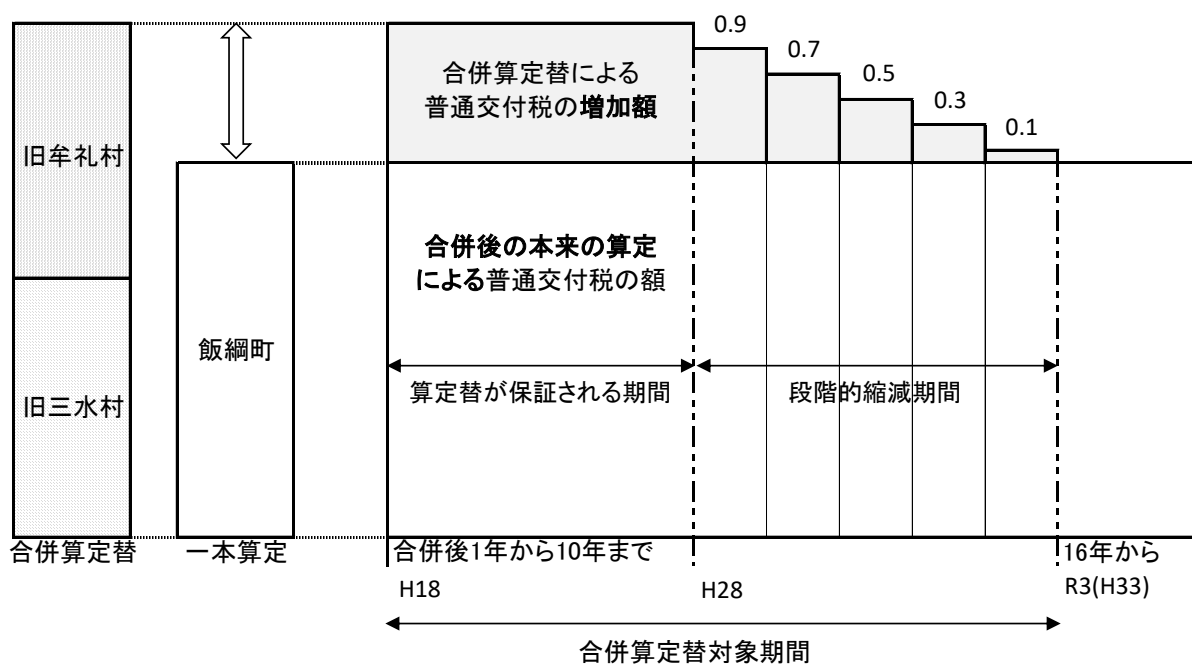 0.9
0.7
0.5
0.3
0.1
合併算定替による
普通交付税の増加額
旧牟礼村
合併後の本来の算定
による普通交付税の額
飯綱町
旧三水村
算定替が保証される期間
段階的縮減期間
合併算定替
一本算定
合併後1年から10年まで
16年から
H18
H28
R3(H33)
合併算定替対象期間